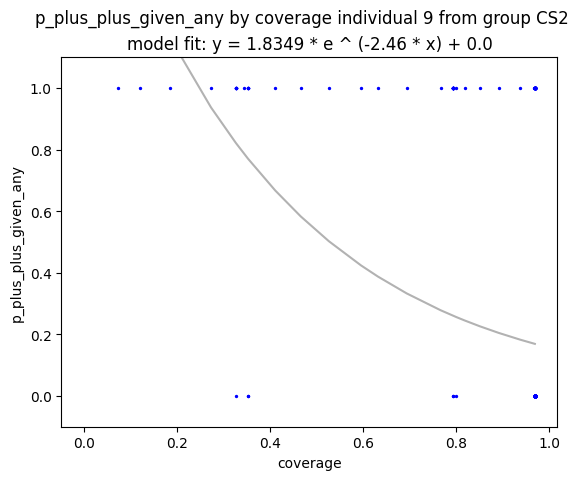 p_plus_plus_given_any by coverage individual 9 from group CS2
model fit: y = 1.8349 * e ^ (-2.46 * x) + 0.0
1.0
0.8
0.6
0.4
0.2
0.0
p_plus_plus_given_any
0.0 0.2 0.4 0.6 0.8 1.0
coverage